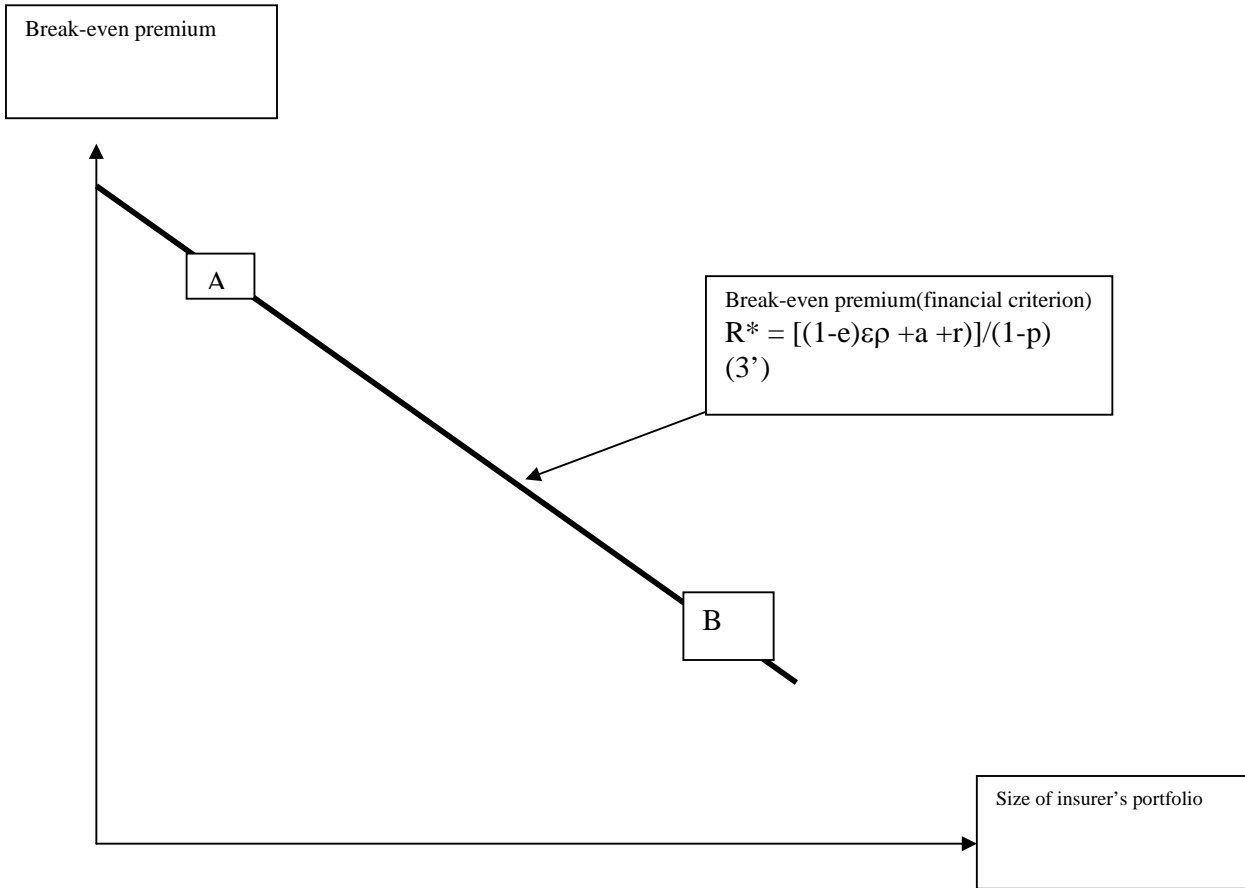 Break-even premium
A
Break-even premium(financial criterion)
R* = [(1-e)ερ +a +r)]/(1-p)
(3’)
B
Size of insurer’s portfolio